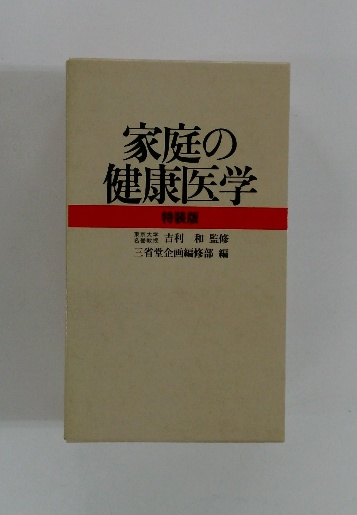 家庭の
健康医学
特装版
東京大学
名誉教授 吉利 和 監修
三省堂企画編修部 編